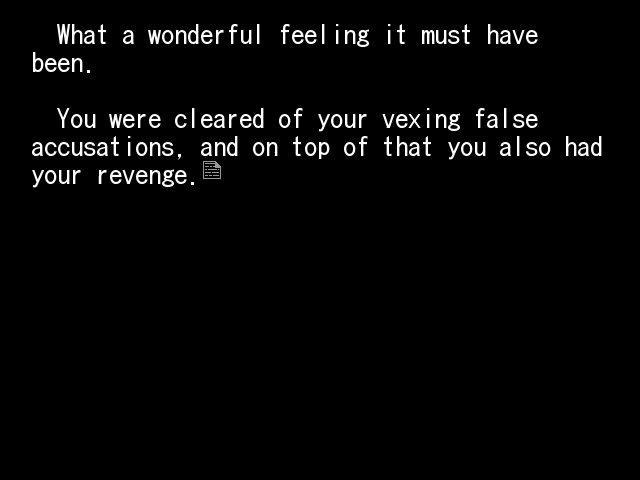 What a wonderful feeling it must have
been.
You were cleared of your vexing false
accusations, and on top of that you also had
your revenge.